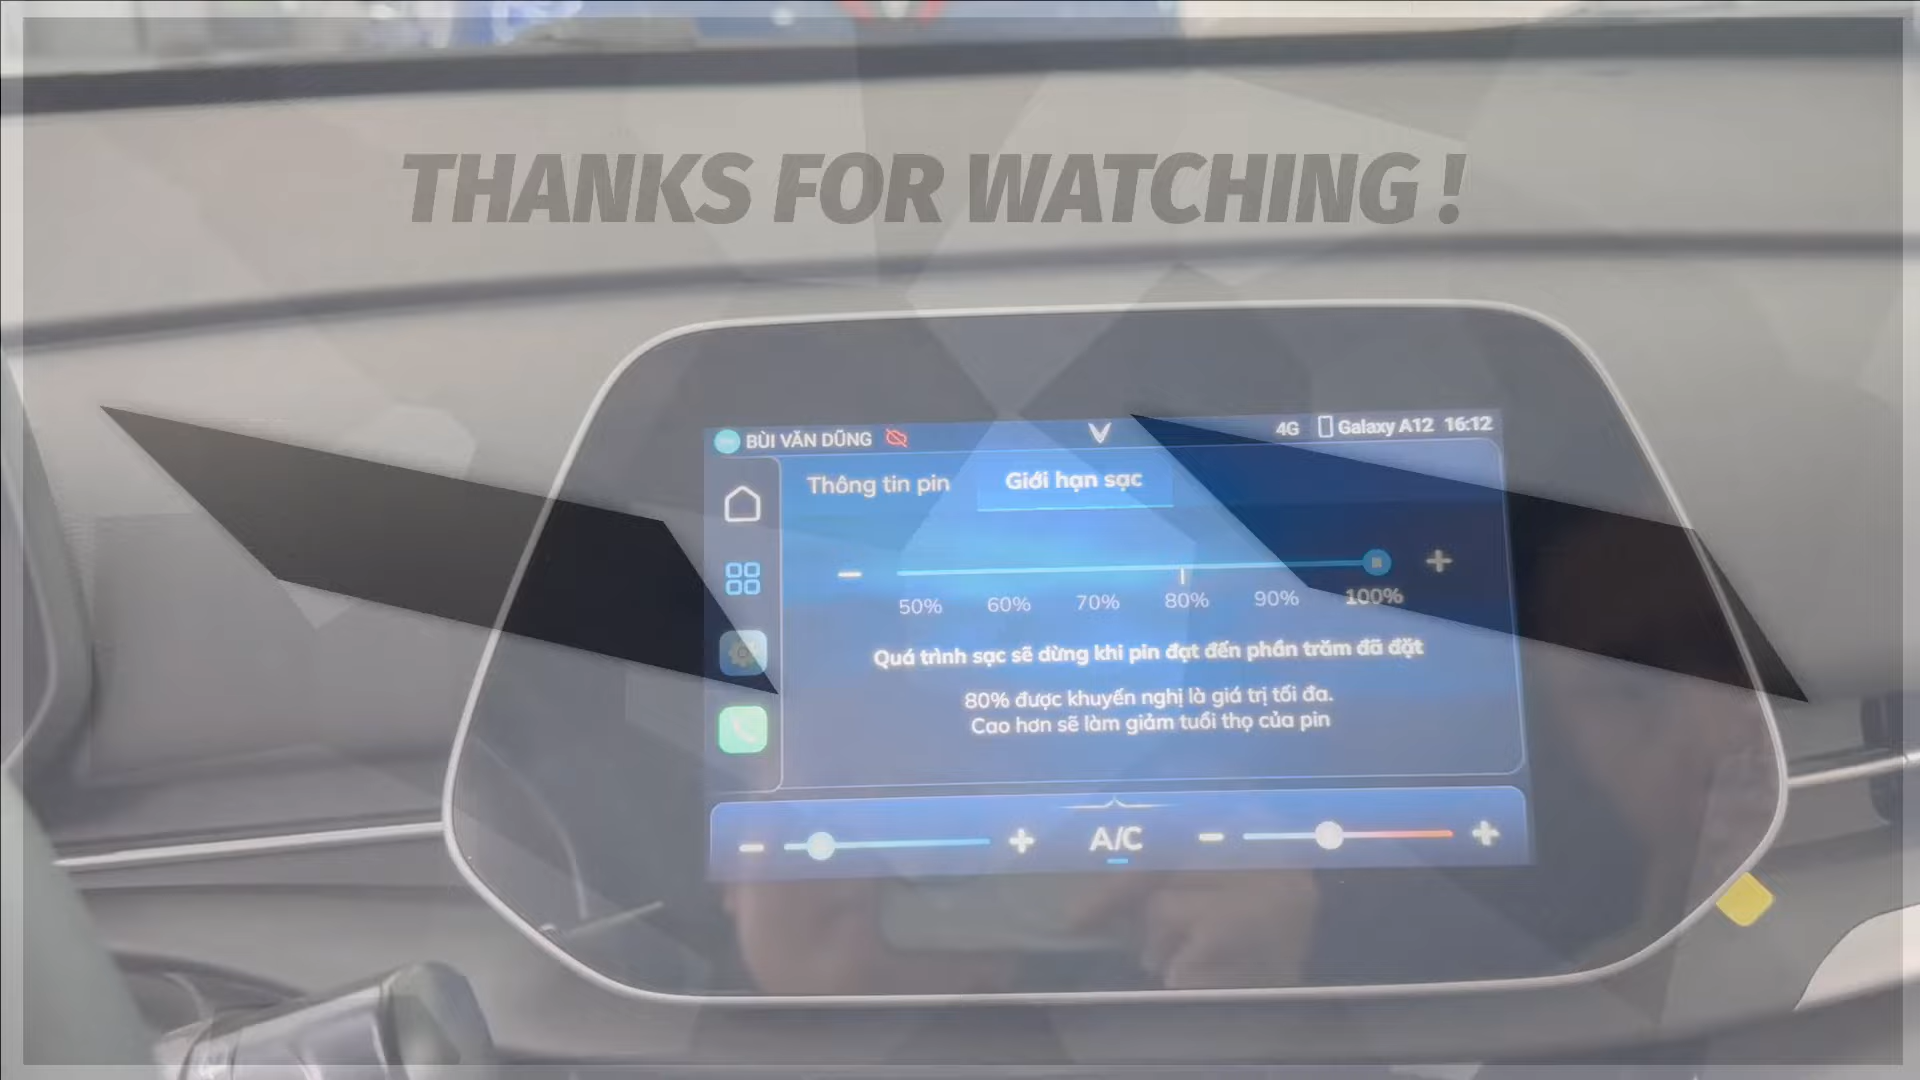 THANKS FOR WATCHING !
BÙI VĂN DŨNG
4G Galaxy A12 16:12
Thông tin pin Giới hạn sạc
50% 60% 70% 80% 90% 100%
Quá trình sạc sẽ dừng khi pin đạt đến phần trăm đã đặt
80% được khuyến nghị là giá trị tối đa.
Cao hơn sẽ làm giảm tuổi thọ của pin
A/C